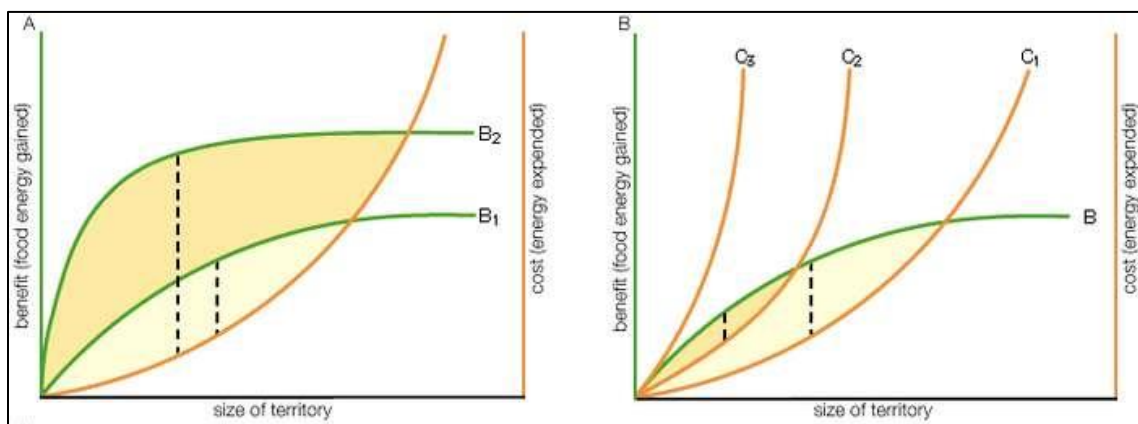 A
benefit (food energy gained)
B₂
B₁
cost (energy expended)
size of territory
B
benefit (food energy gained)
C₃
C₂
C₁
B
cost (energy expended)
size of territory